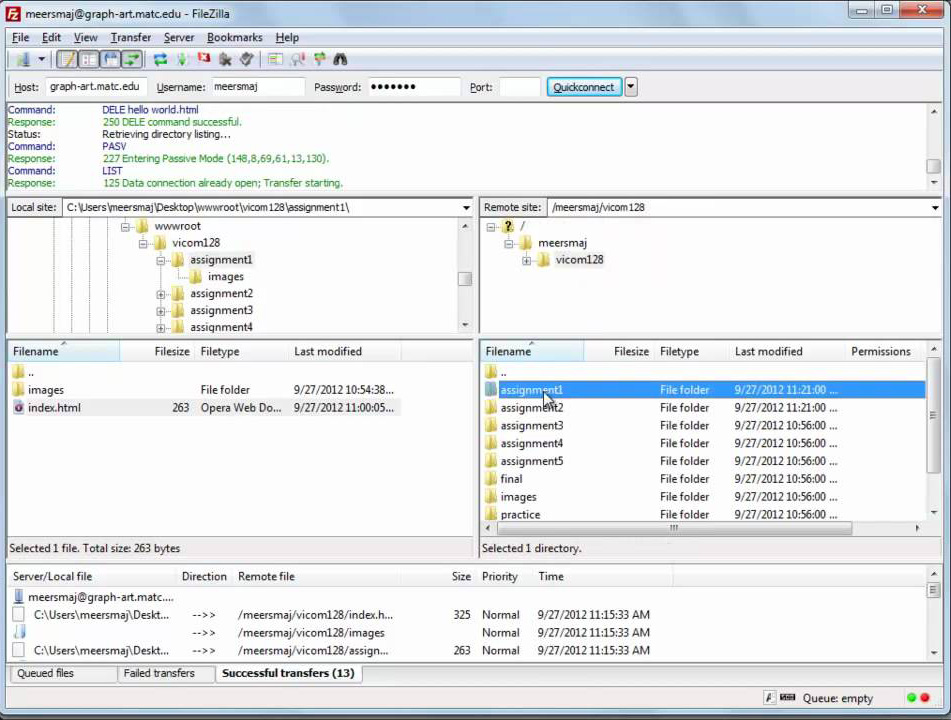 meersmaj@graph-art.matc.edu - FileZilla
File Edit View Transfer Server Bookmarks Help
Host: graph-art.matc.edu Username: meersmaj Password: ••••••• Port: Quickconnect
Command: DELE hello world.html
Response: 250 DELE command successful.
Status: Retrieving directory listing...
Command: PASV
Response: 227 Entering Passive Mode (148,8,69,61,13,130).
Command: LIST
Response: 125 Data connection already open; Transfer starting.
Local site: C:\Users\meersmaj\Desktop\wwwroot\vicom128\assignment1\
wwwroot
vicom128
assignment1
images
assignment2
assignment3
assignment4
Remote site: /meersmaj/vicom128
/
meersmaj
vicom128
Filename Filesize Filetype Last modified
..
images File folder 9/27/2012 10:54:38...
index.html 263 Opera Web Do... 9/27/2012 11:00:05...
Selected 1 file. Total size: 263 bytes
Filename Filesize Filetype Last modified Permissions
..
assignment1 File folder 9/27/2012 11:21:00 ...
assignment2 File folder 9/27/2012 11:21:00 ...
assignment3 File folder 9/27/2012 10:56:00 ...
assignment4 File folder 9/27/2012 10:56:00 ...
assignment5 File folder 9/27/2012 10:56:00 ...
final File folder 9/27/2012 10:56:00 ...
images File folder 9/27/2012 10:56:00 ...
practice File folder 9/27/2012 10:56:00 ...
Selected 1 directory.
Server/Local file Direction Remote file Size Priority Time
meersmaj@graph-art.matc....
C:\Users\meersmaj\Deskt... -->> /meersmaj/vicom128/index.h... 325 Normal 9/27/2012 11:15:33 AM
-->> /meersmaj/vicom128/images Normal 9/27/2012 11:15:33 AM
C:\Users\meersmaj\Deskt... -->> /meersmaj/vicom128/assign... 263 Normal 9/27/2012 11:15:33 AM
Queued files Failed transfers Successful transfers (13)
Queue: empty